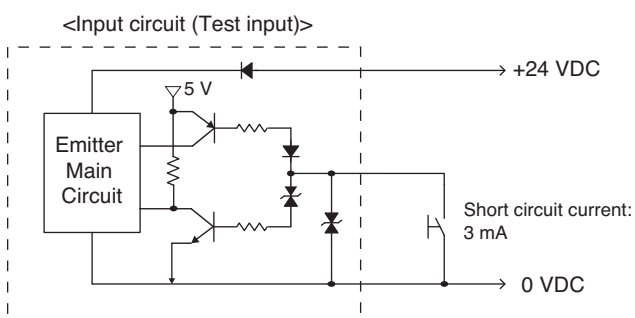 <Input circuit (Test input)>
+24 VDC
5 V
Emitter
Main
Circuit
Short circuit current:
3 mA
0 VDC